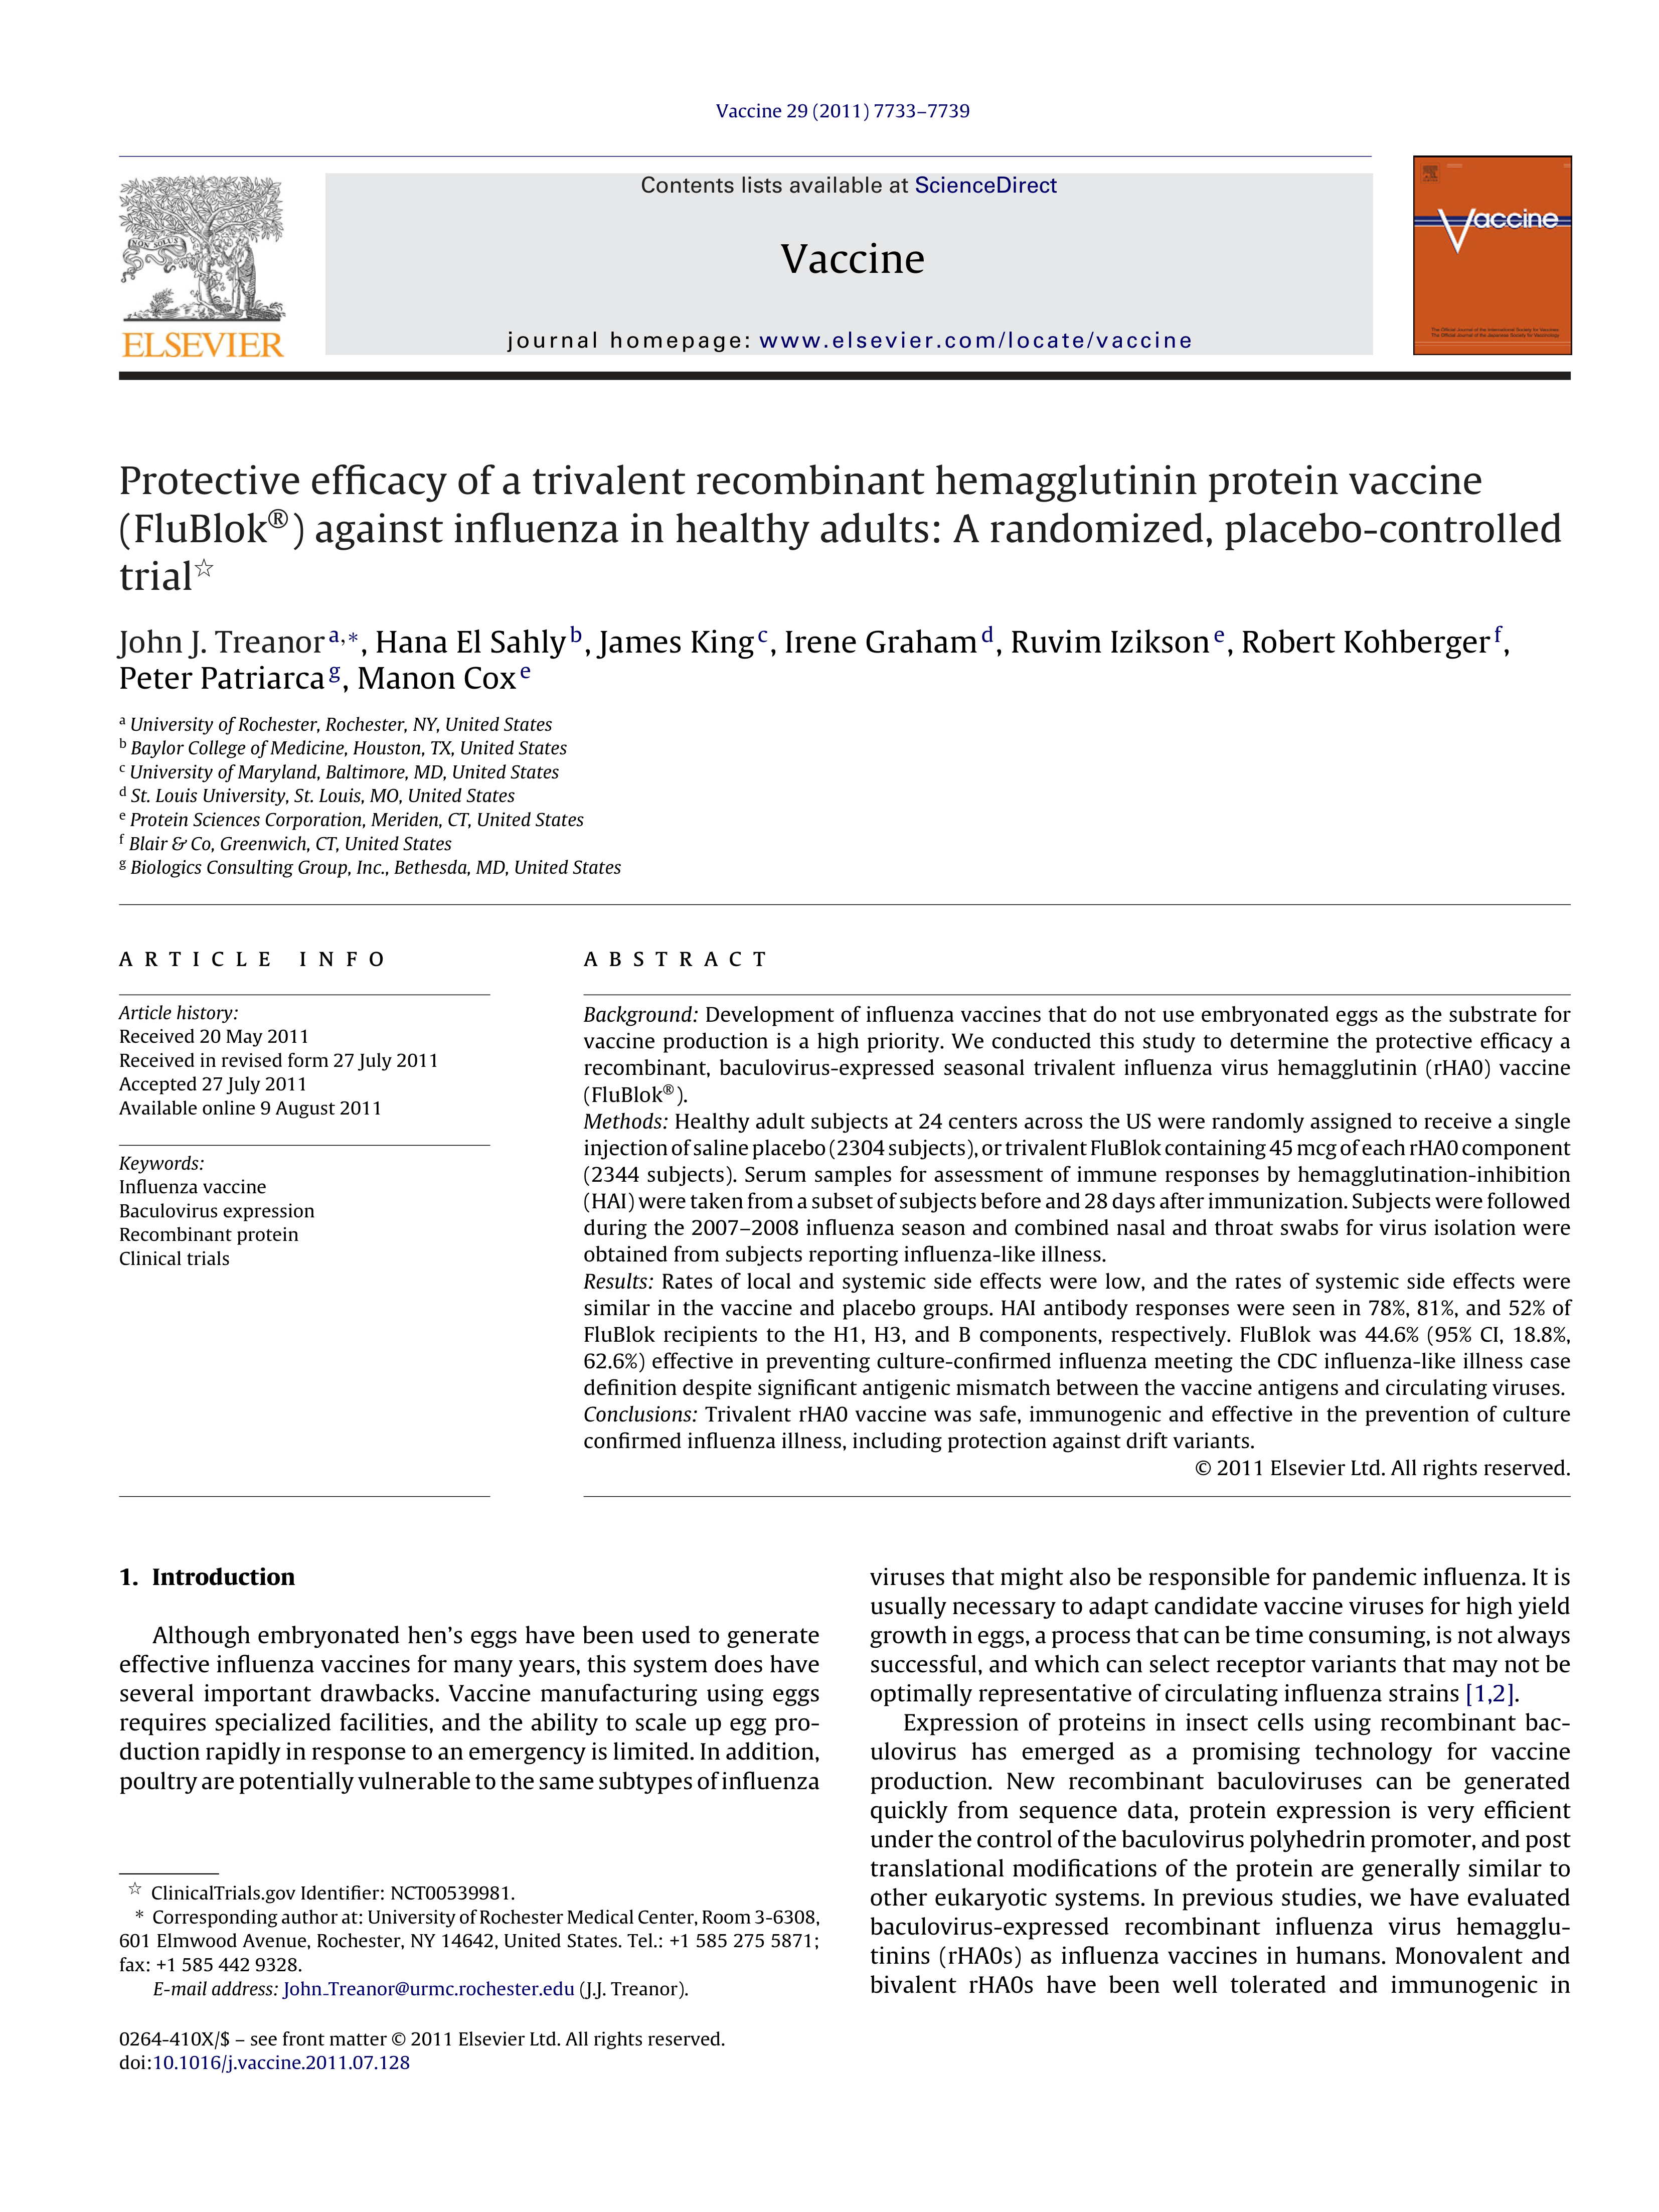 Vaccine 29 (2011) 7733–7739
Contents lists available at ScienceDirect
Vaccine
journal homepage: www.elsevier.com/locate/vaccine
NON SOLUS
ELSEVIER
Vaccine
The Official Journal of the International Society for Vaccines
The Official Journal of the Japanese Society for Vaccinology
Protective efficacy of a trivalent recombinant hemagglutinin protein vaccine
(FluBlok®) against influenza in healthy adults: A randomized, placebo-controlled
trial☆
John J. Treanor a,∗, Hana El Sahly b, James King c, Irene Graham d, Ruvim Izikson e, Robert Kohberger f,
Peter Patriarca g, Manon Cox e
a University of Rochester, Rochester, NY, United States
b Baylor College of Medicine, Houston, TX, United States
c University of Maryland, Baltimore, MD, United States
d St. Louis University, St. Louis, MO, United States
e Protein Sciences Corporation, Meriden, CT, United States
f Blair & Co, Greenwich, CT, United States
g Biologics Consulting Group, Inc., Bethesda, MD, United States
ARTICLE INFO
Article history:
Received 20 May 2011
Received in revised form 27 July 2011
Accepted 27 July 2011
Available online 9 August 2011
Keywords:
Influenza vaccine
Baculovirus expression
Recombinant protein
Clinical trials
ABSTRACT
Background: Development of influenza vaccines that do not use embryonated eggs as the substrate for
vaccine production is a high priority. We conducted this study to determine the protective efficacy a
recombinant, baculovirus-expressed seasonal trivalent influenza virus hemagglutinin (rHA0) vaccine
(FluBlok®).
Methods: Healthy adult subjects at 24 centers across the US were randomly assigned to receive a single
injection of saline placebo (2304 subjects), or trivalent FluBlok containing 45 mcg of each rHA0 component
(2344 subjects). Serum samples for assessment of immune responses by hemagglutination-inhibition
(HAI) were taken from a subset of subjects before and 28 days after immunization. Subjects were followed
during the 2007–2008 influenza season and combined nasal and throat swabs for virus isolation were
obtained from subjects reporting influenza-like illness.
Results: Rates of local and systemic side effects were low, and the rates of systemic side effects were
similar in the vaccine and placebo groups. HAI antibody responses were seen in 78%, 81%, and 52% of
FluBlok recipients to the H1, H3, and B components, respectively. FluBlok was 44.6% (95% CI, 18.8%,
62.6%) effective in preventing culture-confirmed influenza meeting the CDC influenza-like illness case
definition despite significant antigenic mismatch between the vaccine antigens and circulating viruses.
Conclusions: Trivalent rHA0 vaccine was safe, immunogenic and effective in the prevention of culture
confirmed influenza illness, including protection against drift variants.
© 2011 Elsevier Ltd. All rights reserved.
1. Introduction
Although embryonated hen's eggs have been used to generate
effective influenza vaccines for many years, this system does have
several important drawbacks. Vaccine manufacturing using eggs
requires specialized facilities, and the ability to scale up egg pro-
duction rapidly in response to an emergency is limited. In addition,
poultry are potentially vulnerable to the same subtypes of influenza
viruses that might also be responsible for pandemic influenza. It is
usually necessary to adapt candidate vaccine viruses for high yield
growth in eggs, a process that can be time consuming, is not always
successful, and which can select receptor variants that may not be
optimally representative of circulating influenza strains [1,2].
Expression of proteins in insect cells using recombinant bac-
ulovirus has emerged as a promising technology for vaccine
production. New recombinant baculoviruses can be generated
quickly from sequence data, protein expression is very efficient
under the control of the baculovirus polyhedrin promoter, and post
translational modifications of the protein are generally similar to
other eukaryotic systems. In previous studies, we have evaluated
baculovirus-expressed recombinant influenza virus hemagglu-
tinins (rHA0s) as influenza vaccines in humans. Monovalent and
bivalent rHA0s have been well tolerated and immunogenic in
☆ ClinicalTrials.gov Identifier: NCT00539981.
∗ Corresponding author at: University of Rochester Medical Center, Room 3-6308,
601 Elmwood Avenue, Rochester, NY 14642, United States. Tel.: +1 585 275 5871;
fax: +1 585 442 9328.
E-mail address: John_Treanor@urmc.rochester.edu (J.J. Treanor).
0264-410X/$ – see front matter © 2011 Elsevier Ltd. All rights reserved.
doi:10.1016/j.vaccine.2011.07.128